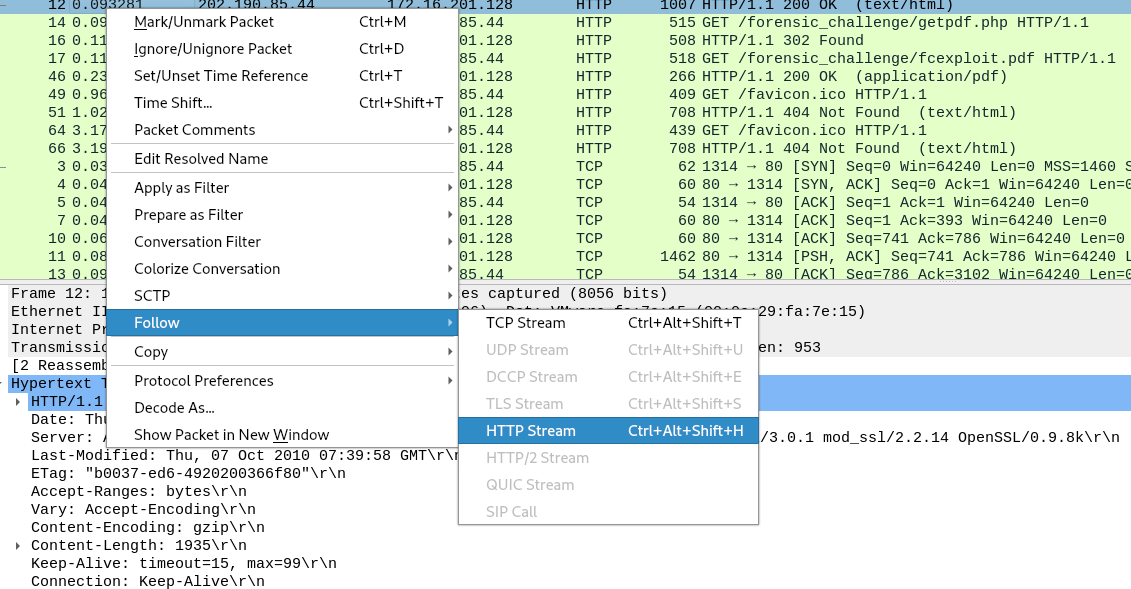 12 0.093281 202.190.85.44 172.16.201.128 HTTP 1007 HTTP/1.1 200 OK (text/html)
14 0.09 85.44 HTTP 515 GET /forensic_challenge/getpdf.php HTTP/1.1
16 0.11 01.128 HTTP 508 HTTP/1.1 302 Found
17 0.11 85.44 HTTP 518 GET /forensic_challenge/fcexploit.pdf HTTP/1.1
46 0.23 01.128 HTTP 266 HTTP/1.1 200 OK (application/pdf)
49 0.96 85.44 HTTP 409 GET /favicon.ico HTTP/1.1
51 1.02 01.128 HTTP 708 HTTP/1.1 404 Not Found (text/html)
64 3.17 85.44 HTTP 439 GET /favicon.ico HTTP/1.1
66 3.19 01.128 HTTP 708 HTTP/1.1 404 Not Found (text/html)
3 0.03 85.44 TCP 62 1314 → 80 [SYN] Seq=0 Win=64240 Len=0 MSS=1460 S
4 0.04 01.128 TCP 60 80 → 1314 [SYN, ACK] Seq=0 Ack=1 Win=64240 Len=0
5 0.04 85.44 TCP 54 1314 → 80 [ACK] Seq=1 Ack=1 Win=64240 Len=0
7 0.04 01.128 TCP 60 80 → 1314 [ACK] Seq=1 Ack=393 Win=64240 Len=0
10 0.06 01.128 TCP 60 80 → 1314 [ACK] Seq=741 Ack=786 Win=64240 Len=0
11 0.08 01.128 TCP 1462 80 → 1314 [PSH, ACK] Seq=741 Ack=786 Win=64240 L
13 0.09 85.44 TCP 54 1314 → 80 [ACK] Seq=786 Ack=3102 Win=64240 Len=0
Mark/Unmark Packet Ctrl+M
Ignore/Unignore Packet Ctrl+D
Set/Unset Time Reference Ctrl+T
Time Shift... Ctrl+Shift+T
Packet Comments
Edit Resolved Name
Apply as Filter
Prepare as Filter
Conversation Filter
Colorize Conversation
SCTP
Follow
Copy
Protocol Preferences
Decode As...
Show Packet in New Window
TCP Stream Ctrl+Alt+Shift+T
UDP Stream Ctrl+Alt+Shift+U
DCCP Stream Ctrl+Alt+Shift+E
TLS Stream Ctrl+Alt+Shift+S
HTTP Stream Ctrl+Alt+Shift+H
HTTP/2 Stream
QUIC Stream
SIP Call
Frame 12: 1 es captured (8056 bits)
Ethernet II :29:fa:7e:15)
Internet Pr
Transmissio en: 953
[2 Reassemb
Hypertext T
HTTP/1.1
Date: Thu
Server: A /3.0.1 mod_ssl/2.2.14 OpenSSL/0.9.8k\r\n
Last-Modified: Thu, 07 Oct 2010 07:39:58 GMT\r\n
ETag: "b0037-ed6-4920200366f80"\r\n
Accept-Ranges: bytes\r\n
Vary: Accept-Encoding\r\n
Content-Encoding: gzip\r\n
Content-Length: 1935\r\n
Keep-Alive: timeout=15, max=99\r\n
Connection: Keep-Alive\r\n